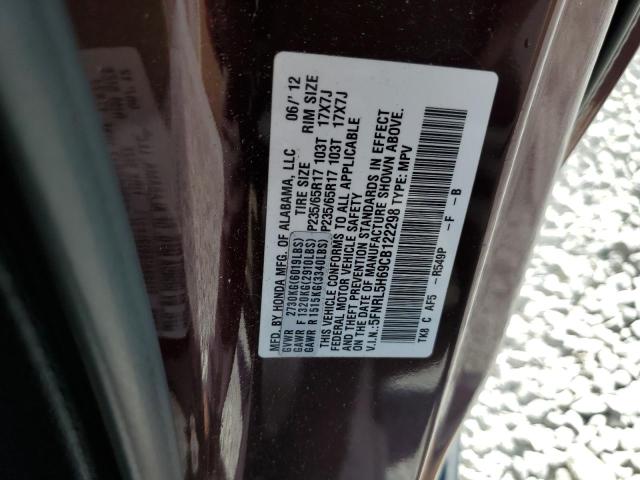 MFD. BY HONDA MFG. OF ALABAMA, LLC 06/'12
GVWR 2730KG(6019LBS) RIM SIZE
GAWR F 1320KG(2910LBS) P235/65R17 103T 17X7J
GAWR R 1515KG(3340LBS) P235/65R17 103T 17X7J
THIS VEHICLE CONFORMS TO ALL APPLICABLE
FEDERAL MOTOR VEHICLE SAFETY
AND THEFT PREVENTION STANDARDS IN EFFECT
ON THE DATE OF MANUFACTURE SHOWN ABOVE.
V.I.N.:5FNRL5H69CB122298 TYPE: MPV
TK8 C AF5 -R549P -F -B